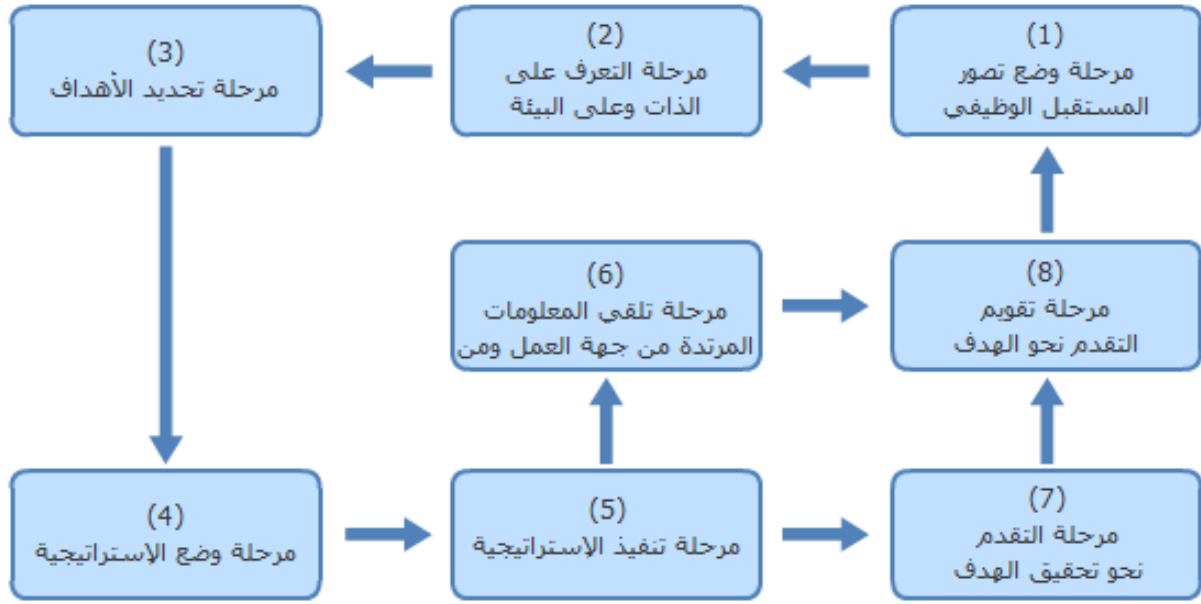 (1)
مرحلة وضع تصور
المستقبل الوظيفي
(2)
مرحلة التعرف على
الذات وعلى البيئة
(3)
مرحلة تحديد الأهداف
(4)
مرحلة وضع الإستراتيجية
(5)
مرحلة تنفيذ الإستراتيجية
(6)
مرحلة تلقي المعلومات
المرتدة من جهة العمل ومن
(7)
مرحلة التقدم
نحو تحقيق الهدف
(8)
مرحلة تقويم
التقدم نحو الهدف